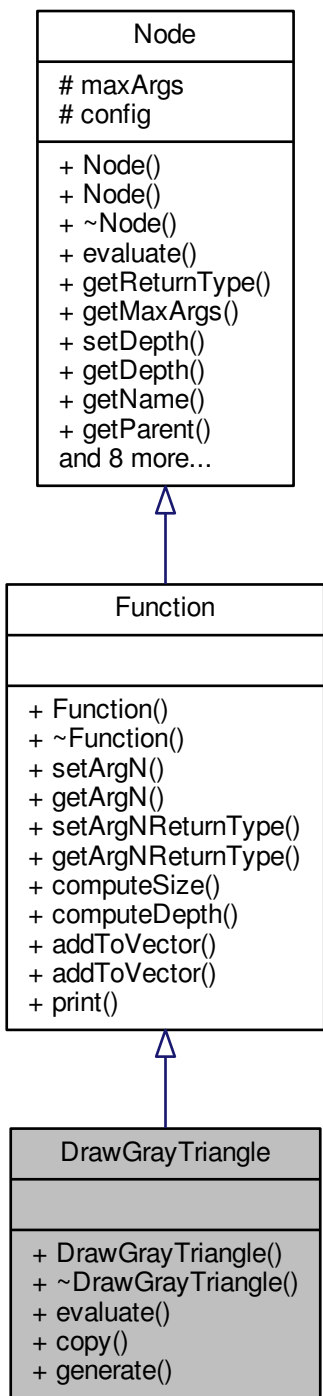 Node
# maxArgs
# config
+ Node()
+ Node()
+ ~Node()
+ evaluate()
+ getReturnType()
+ getMaxArgs()
+ setDepth()
+ getDepth()
+ getName()
+ getParent()
and 8 more...
Function
+ Function()
+ ~Function()
+ setArgN()
+ getArgN()
+ setArgNReturnType()
+ getArgNReturnType()
+ computeSize()
+ computeDepth()
+ addToVector()
+ addToVector()
+ print()
DrawGrayTriangle
+ DrawGrayTriangle()
+ ~DrawGrayTriangle()
+ evaluate()
+ copy()
+ generate()